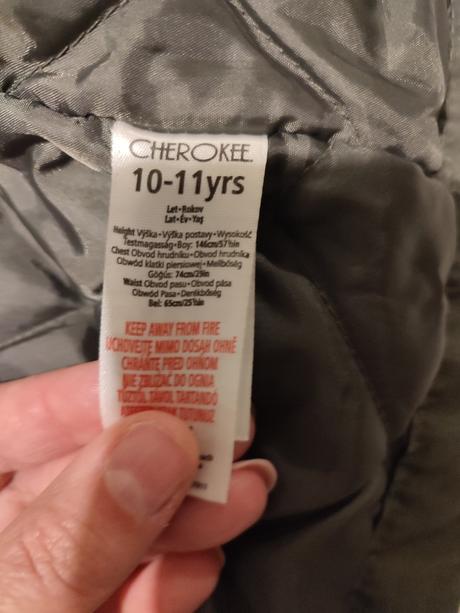 CHEROKEE
10-11yrs
Let•Rokov
Lat•Év•Yaş
Height Výška•Výška postavy•Wysokość
Testmagasság•Boy: 146cm/57½in
Chest Obvod hrudníku•Obvod hrudníka
Obwód klatki piersiowej•Mellbőség
Göğüs: 74cm/29in
Waist Obvod pasu•Obvod pása
Obwód Pasa•Derékbőség
Bel: 65cm/25½in
KEEP AWAY FROM FIRE
UCHOVEJTE MIMO DOSAH OHNĚ
CHRÁŇTE PRED OHŇOM
NIE ZBLIŻAĆ DO OGNIA
TŰZTŐL TÁVOL TARTANDÓ
TUTUNUZ